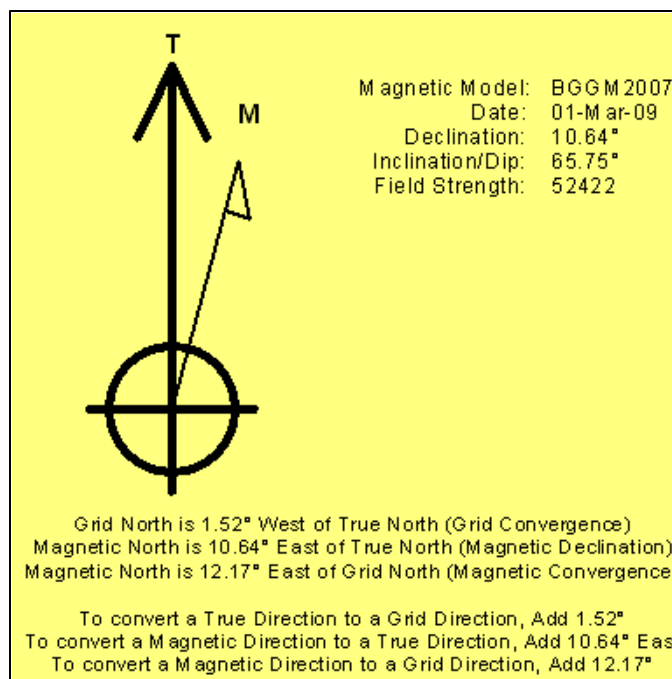 T
M
Magnetic Model: BGGM2007
Date: 01-Mar-09
Declination: 10.64°
Inclination/Dip: 65.75°
Field Strength: 52422
Grid North is 1.52° West of True North (Grid Convergence)
Magnetic North is 10.64° East of True North (Magnetic Declination)
Magnetic North is 12.17° East of Grid North (Magnetic Convergence
To convert a True Direction to a Grid Direction, Add 1.52°
To convert a Magnetic Direction to a True Direction, Add 10.64° Eas
To convert a Magnetic Direction to a Grid Direction, Add 12.17°